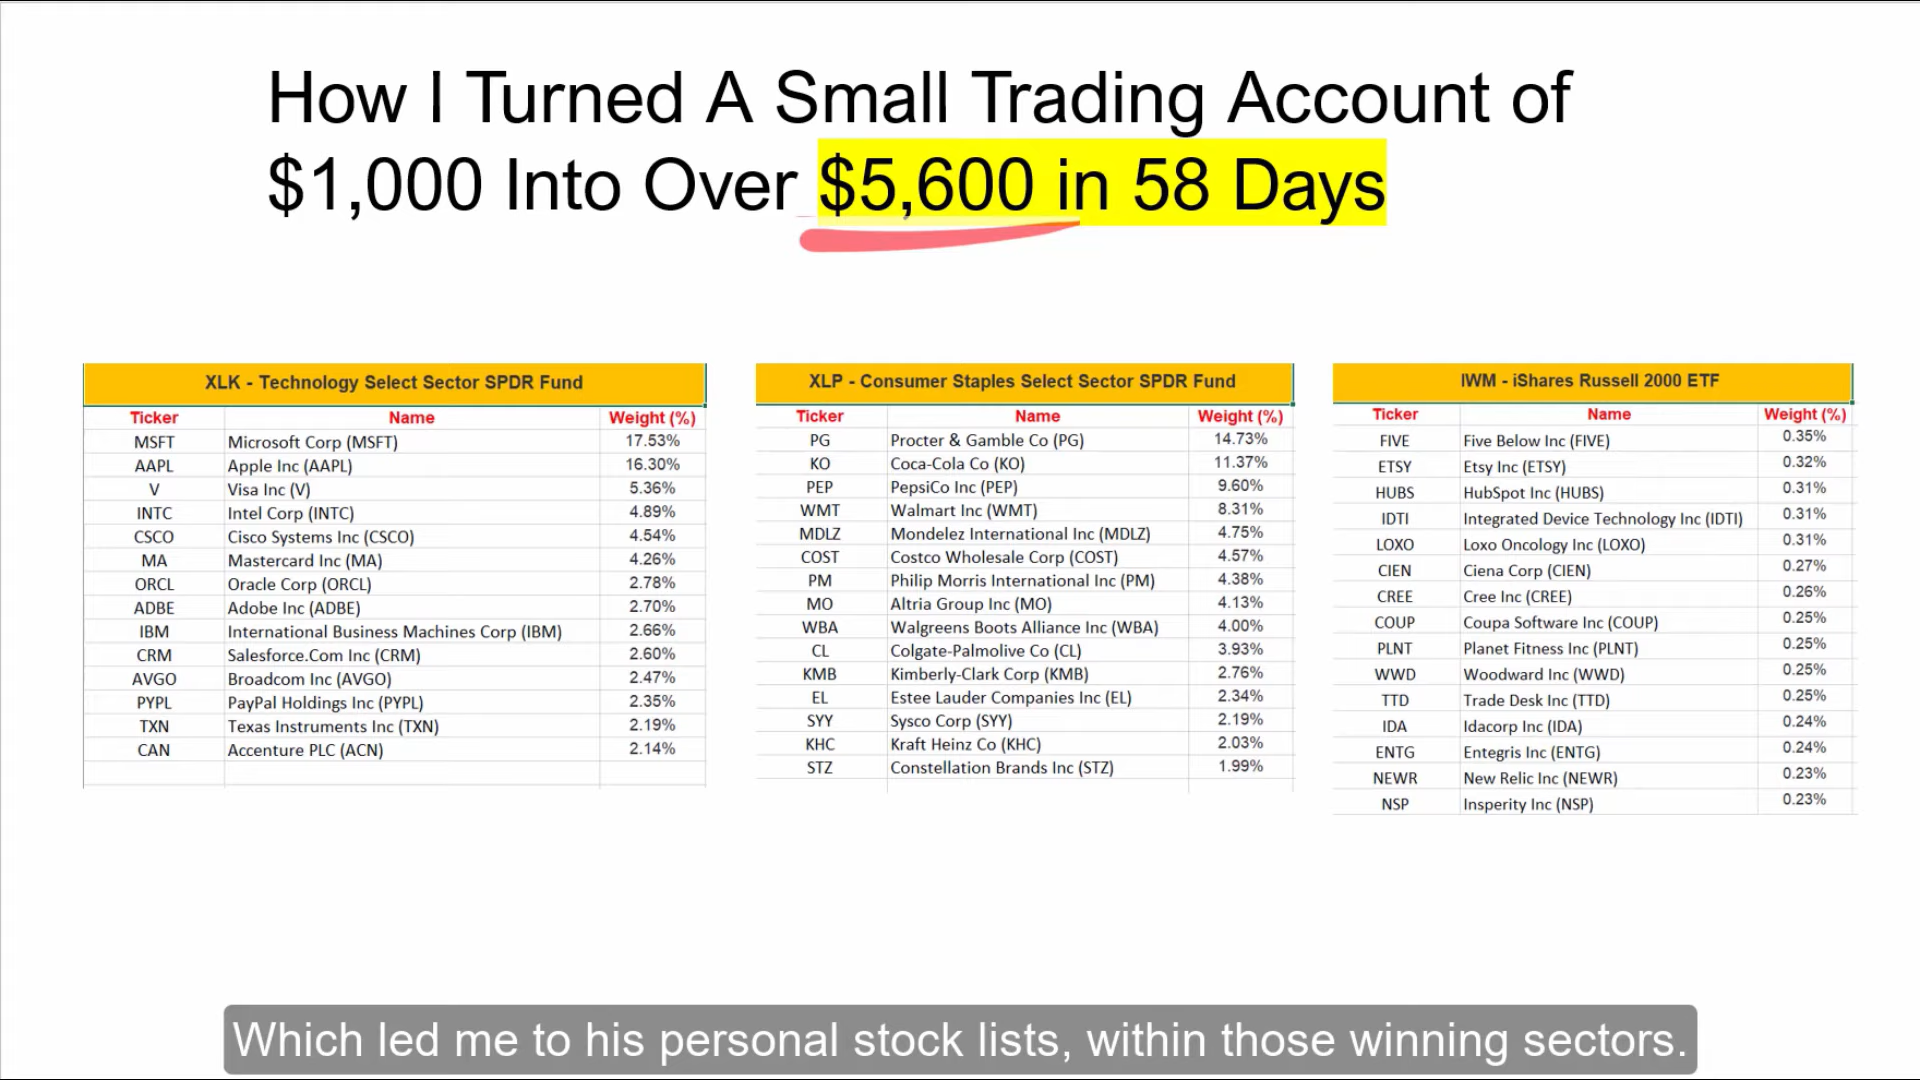 How I Turned A Small Trading Account of
$1,000 Into Over $5,600 in 58 Days
XLK - Technology Select Sector SPDR Fund
Ticker Name Weight (%)
MSFT Microsoft Corp (MSFT) 17.53%
AAPL Apple Inc (AAPL) 16.30%
V Visa Inc (V) 5.36%
INTC Intel Corp (INTC) 4.89%
CSCO Cisco Systems Inc (CSCO) 4.54%
MA Mastercard Inc (MA) 4.26%
ORCL Oracle Corp (ORCL) 2.78%
ADBE Adobe Inc (ADBE) 2.70%
IBM International Business Machines Corp (IBM) 2.66%
CRM Salesforce.Com Inc (CRM) 2.60%
AVGO Broadcom Inc (AVGO) 2.47%
PYPL PayPal Holdings Inc (PYPL) 2.35%
TXN Texas Instruments Inc (TXN) 2.19%
CAN Accenture PLC (ACN) 2.14%
XLP - Consumer Staples Select Sector SPDR Fund
Ticker Name Weight (%)
PG Procter & Gamble Co (PG) 14.73%
KO Coca-Cola Co (KO) 11.37%
PEP PepsiCo Inc (PEP) 9.60%
WMT Walmart Inc (WMT) 8.31%
MDLZ Mondelez International Inc (MDLZ) 4.75%
COST Costco Wholesale Corp (COST) 4.57%
PM Philip Morris International Inc (PM) 4.38%
MO Altria Group Inc (MO) 4.13%
WBA Walgreens Boots Alliance Inc (WBA) 4.00%
CL Colgate-Palmolive Co (CL) 3.93%
KMB Kimberly-Clark Corp (KMB) 2.76%
EL Estee Lauder Companies Inc (EL) 2.34%
SYY Sysco Corp (SYY) 2.19%
KHC Kraft Heinz Co (KHC) 2.03%
STZ Constellation Brands Inc (STZ) 1.99%
IWM - iShares Russell 2000 ETF
Ticker Name Weight (%)
FIVE Five Below Inc (FIVE) 0.35%
ETSY Etsy Inc (ETSY) 0.32%
HUBS HubSpot Inc (HUBS) 0.31%
IDTI Integrated Device Technology Inc (IDTI) 0.31%
LOXO Loxo Oncology Inc (LOXO) 0.31%
CIEN Ciena Corp (CIEN) 0.27%
CREE Cree Inc (CREE) 0.26%
COUP Coupa Software Inc (COUP) 0.25%
PLNT Planet Fitness Inc (PLNT) 0.25%
WWD Woodward Inc (WWD) 0.25%
TTD Trade Desk Inc (TTD) 0.25%
IDA Idacorp Inc (IDA) 0.24%
ENTG Entegris Inc (ENTG) 0.24%
NEWR New Relic Inc (NEWR) 0.23%
NSP Insperity Inc (NSP) 0.23%
Which led me to his personal stock lists, within those winning sectors.